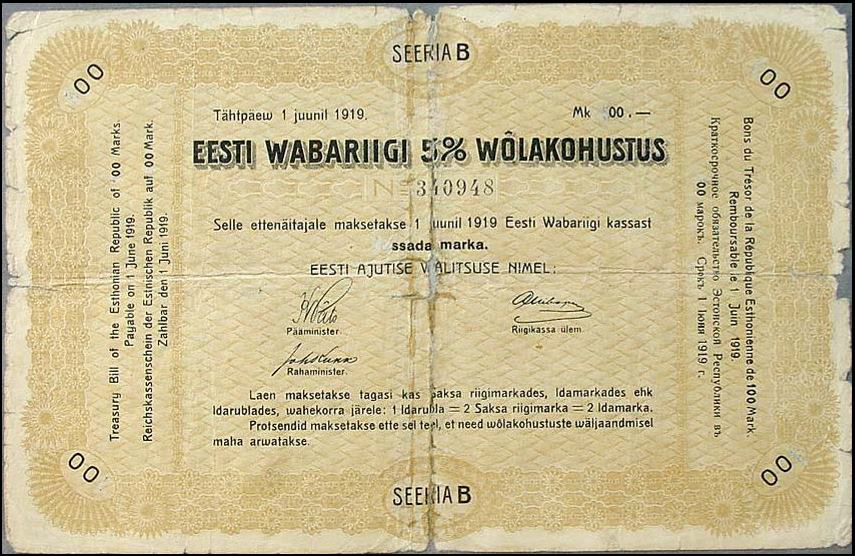 SEERIA B
00
00
Tähtpäew 1 juunil 1919.
Mk 00.—
EESTI WABARIIGI 5% WÕLAKOHUSTUS
No 340948
Selle ettenäitajale maksetakse 1 juunil 1919 Eesti Wabariigi kassast
ssada marka.
EESTI AJUTISE VALITSUSE NIMEL:
Pääminister.
Riigikassa ülem.
Rahaminister.
Laen maksetakse tagasi kas Saksa riigimarkades, Idamarkades ehk
Idarublades, wahekorra järele: 1 Idarubla = 2 Saksa riigimarka = 2 Idamarka.
Protsendid maksetakse ette sel teel, et need wõlakohustuste wäljaandmisel
maha arwatakse.
Treasury Bill of the Esthonian Republic of 00 Marks.
Payable on 1 June 1919.
Reichskassenschein der Estnischen Republik auf 00 Mark.
Zahlbar den 1 Juni 1919.
Bons du Trésor de la République Esthonienne de 100 Mark.
Remboursable le 1 Juin 1919.
Краткосрочное обязательство Эстонской Республики въ
00 марокъ. Срокъ 1 Іюня 1919 г.
00
00
SEERIA B